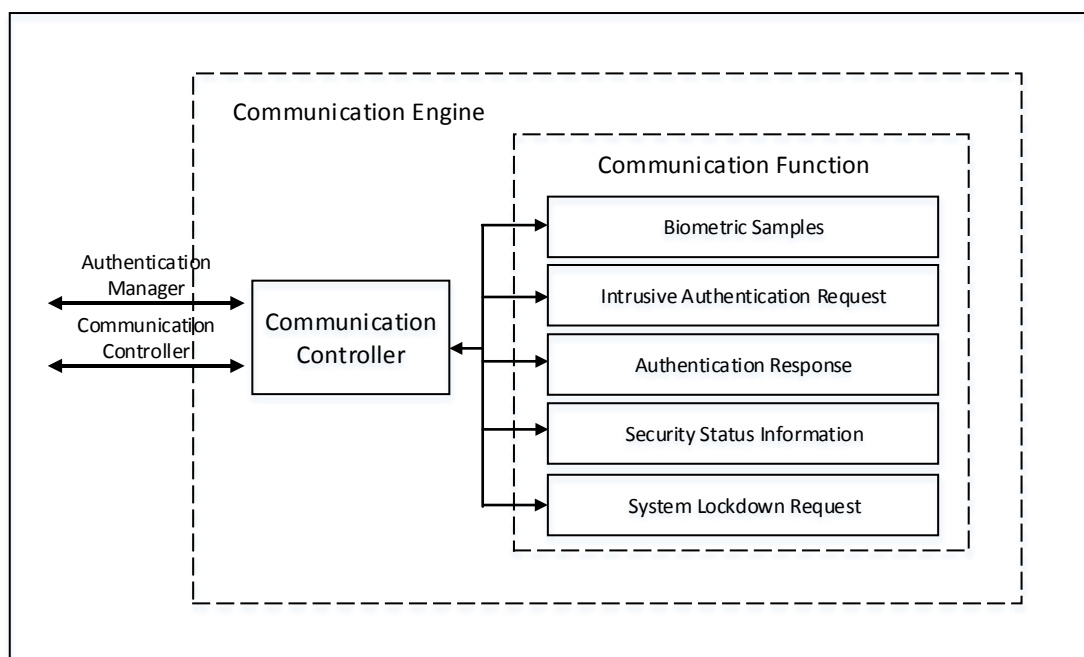 Communication Engine
Communication Function
Biometric Samples
Authentication
Manager
Intrusive Authentication Request
Communication
Controller
Communication
Controller
Authentication Response
Security Status Information
System Lockdown Request